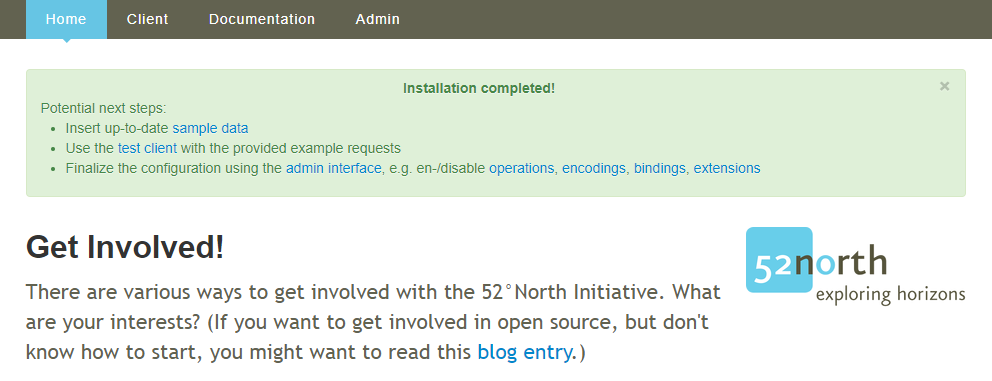 Home Client Documentation Admin
Installation completed!
×
Potential next steps:
• Insert up-to-date sample data
• Use the test client with the provided example requests
• Finalize the configuration using the admin interface, e.g. en-/disable operations, encodings, bindings, extensions
Get Involved!
There are various ways to get involved with the 52°North Initiative. What
are your interests? (If you want to get involved in open source, but don't
know how to start, you might want to read this blog entry.)
52north
exploring horizons